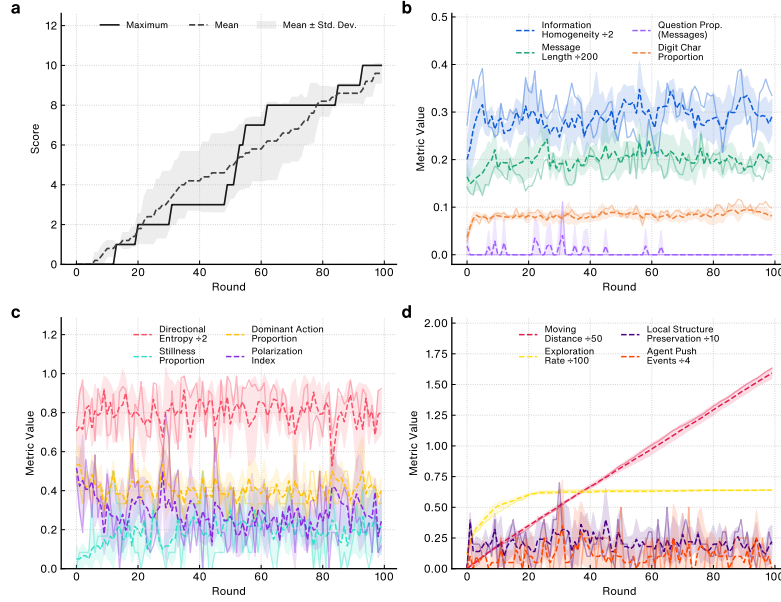 a
Maximum
Mean
Mean ± Std. Dev.
12
10
8
6
4
2
0
Score
0
20
40
60
80
100
Round
b
Information
Homogeneity ÷2
Message
Length ÷200
Question Prop.
(Messages)
Digit Char
Proportion
0.5
0.4
0.3
0.2
0.1
0.0
Metric Value
0
20
40
60
80
100
Round
c
Directional
Entropy ÷2
Stillness
Proportion
Dominant Action
Proportion
Polarization
Index
1.2
1.0
0.8
0.6
0.4
0.2
0.0
Metric Value
0
20
40
60
80
100
Round
d
Moving
Distance ÷50
Exploration
Rate ÷100
Local Structure
Preservation ÷10
Agent Push
Events ÷4
2.00
1.75
1.50
1.25
1.00
0.75
0.50
0.25
0.00
Metric Value
0
20
40
60
80
100
Round